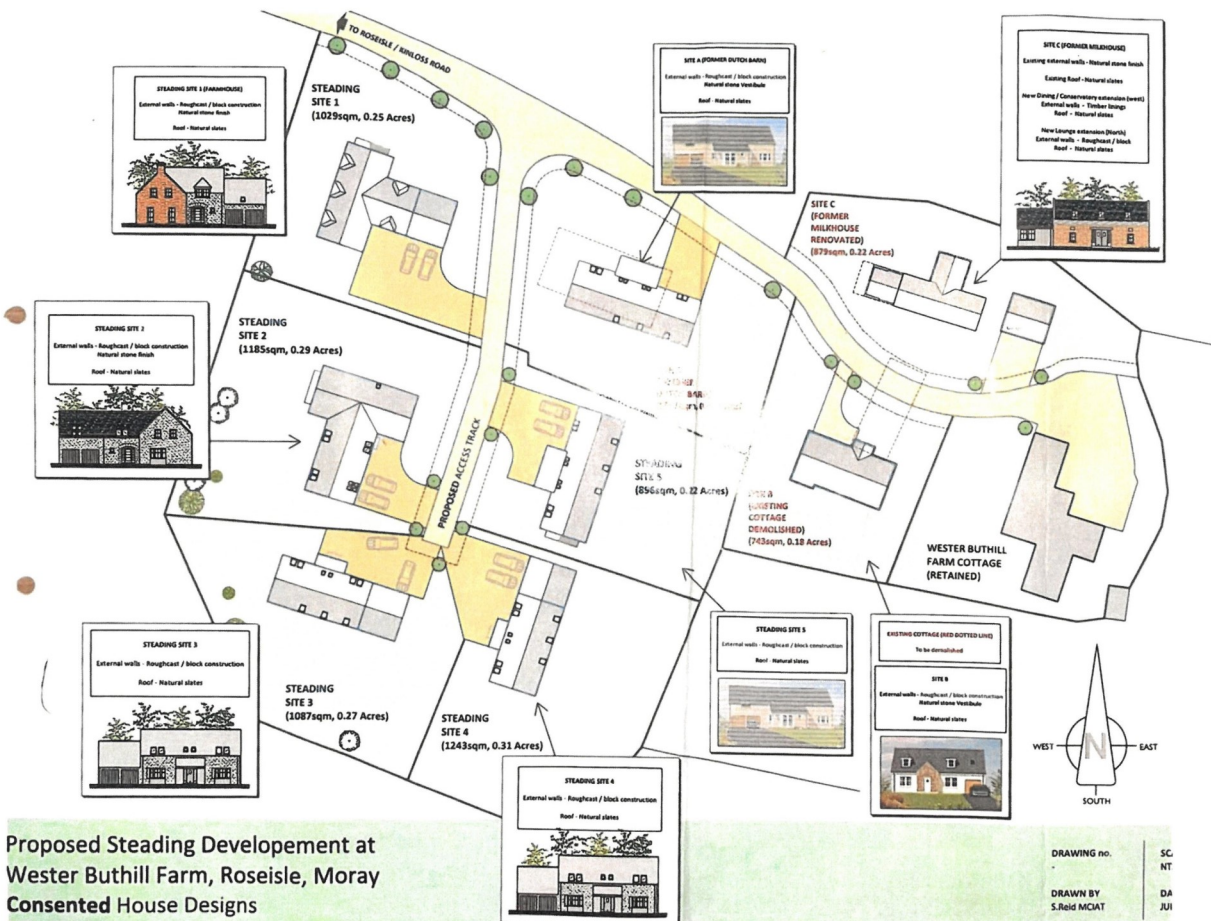 TO ROSEISLE / KINLOSS ROAD
STEADING SITE 1 (FARMHOUSE)
External walls - Roughcast / block construction
Natural stone finish
Roof - Natural slates
STEADING
SITE 1
(1029sqm, 0.25 Acres)
SITE A (FORMER DUTCH BARN)
External walls - Roughcast / block construction
Natural stone Vestibule
Roof - Natural slates
SITE C (FORMER MILKHOUSE)
Existing external walls - Natural stone finish
Existing Roof - Natural slates
New Dining / Conservatory extension (west)
External walls - Timber linings
Roof - Natural slates
New Lounge extension (North)
External walls - Roughcast / block
Roof - Natural slates
SITE C
(FORMER
MILKHOUSE
RENOVATED)
(879sqm, 0.22 Acres)
STEADING SITE 2
External walls - Roughcast / block construction
Natural stone finish
Roof - Natural slates
STEADING
SITE 2
(1185sqm, 0.29 Acres)
PROPOSED ACCESS TRACK
STEADING
SITE 5
(896sqm, 0.22 Acres)
(EXISTING
COTTAGE
DEMOLISHED)
(743sqm, 0.18 Acres)
WESTER BUTHILL
FARM COTTAGE
(RETAINED)
STEADING SITE 3
External walls - Roughcast / block construction
Roof - Natural slates
STEADING
SITE 3
(1087sqm, 0.27 Acres)
STEADING
SITE 4
(1243sqm, 0.31 Acres)
STEADING SITE 5
External walls - Roughcast / block construction
Roof - Natural slates
EXISTING COTTAGE (RED DOTTED LINE)
To be demolished
SITE B
External walls - Roughcast / block construction
Natural stone Vestibule
Roof - Natural slates
STEADING SITE 4
External walls - Roughcast / block construction
Roof - Natural slates
WEST
N
EAST
SOUTH
Proposed Steading Developement at
Wester Buthill Farm, Roseisle, Moray
Consented House Designs
DRAWING no.
DRAWN BY
S.Reid MCIAT